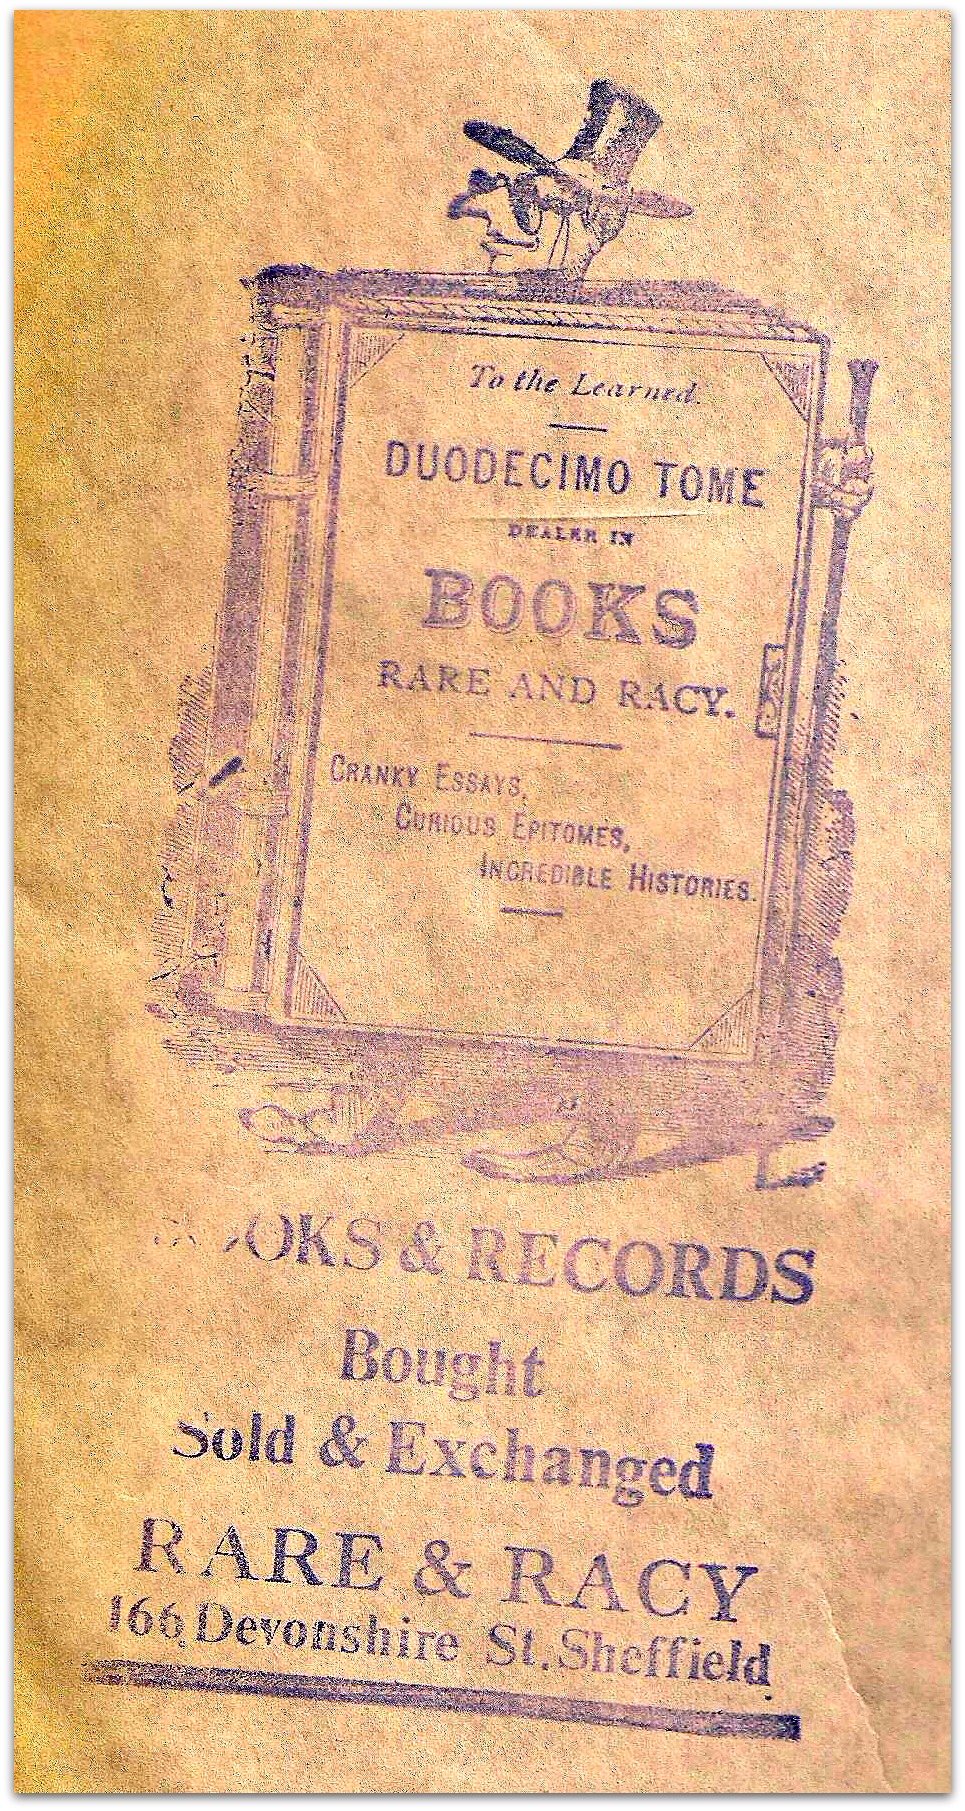 To the Learned.
DUODECIMO TOME
DEALER IN
BOOKS
RARE AND RACY.
CRANKY ESSAYS,
CURIOUS EPITOMES,
INCREDIBLE HISTORIES.
OOKS & RECORDS
Bought
Sold & Exchanged
RARE & RACY
166, Devonshire St. Sheffield.